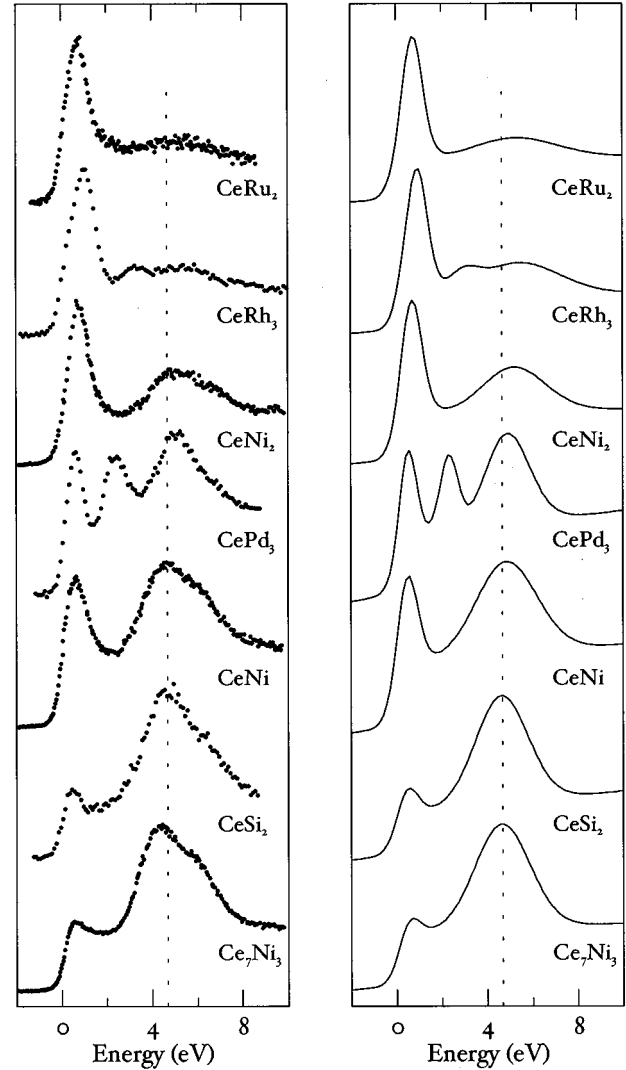 CeRu₂
CeRh₃
CeNi₂
CePd₃
CeNi
CeSi₂
Ce₇Ni₃
0 4 8
Energy (eV)
CeRu₂
CeRh₃
CeNi₂
CePd₃
CeNi
CeSi₂
Ce₇Ni₃
0 4 8
Energy (eV)